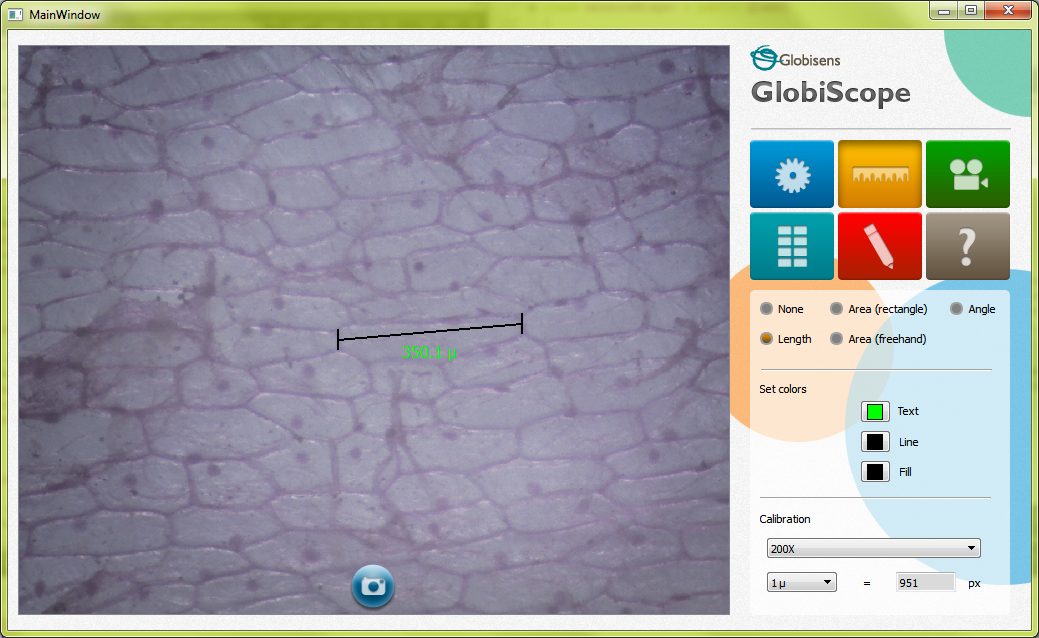 MainWindow
Globisens
GlobiScope
?
None
Area (rectangle)
Angle
Length
Area (freehand)
Set colors
Text
Line
Fill
Calibration
200X
1 µ = 951 px